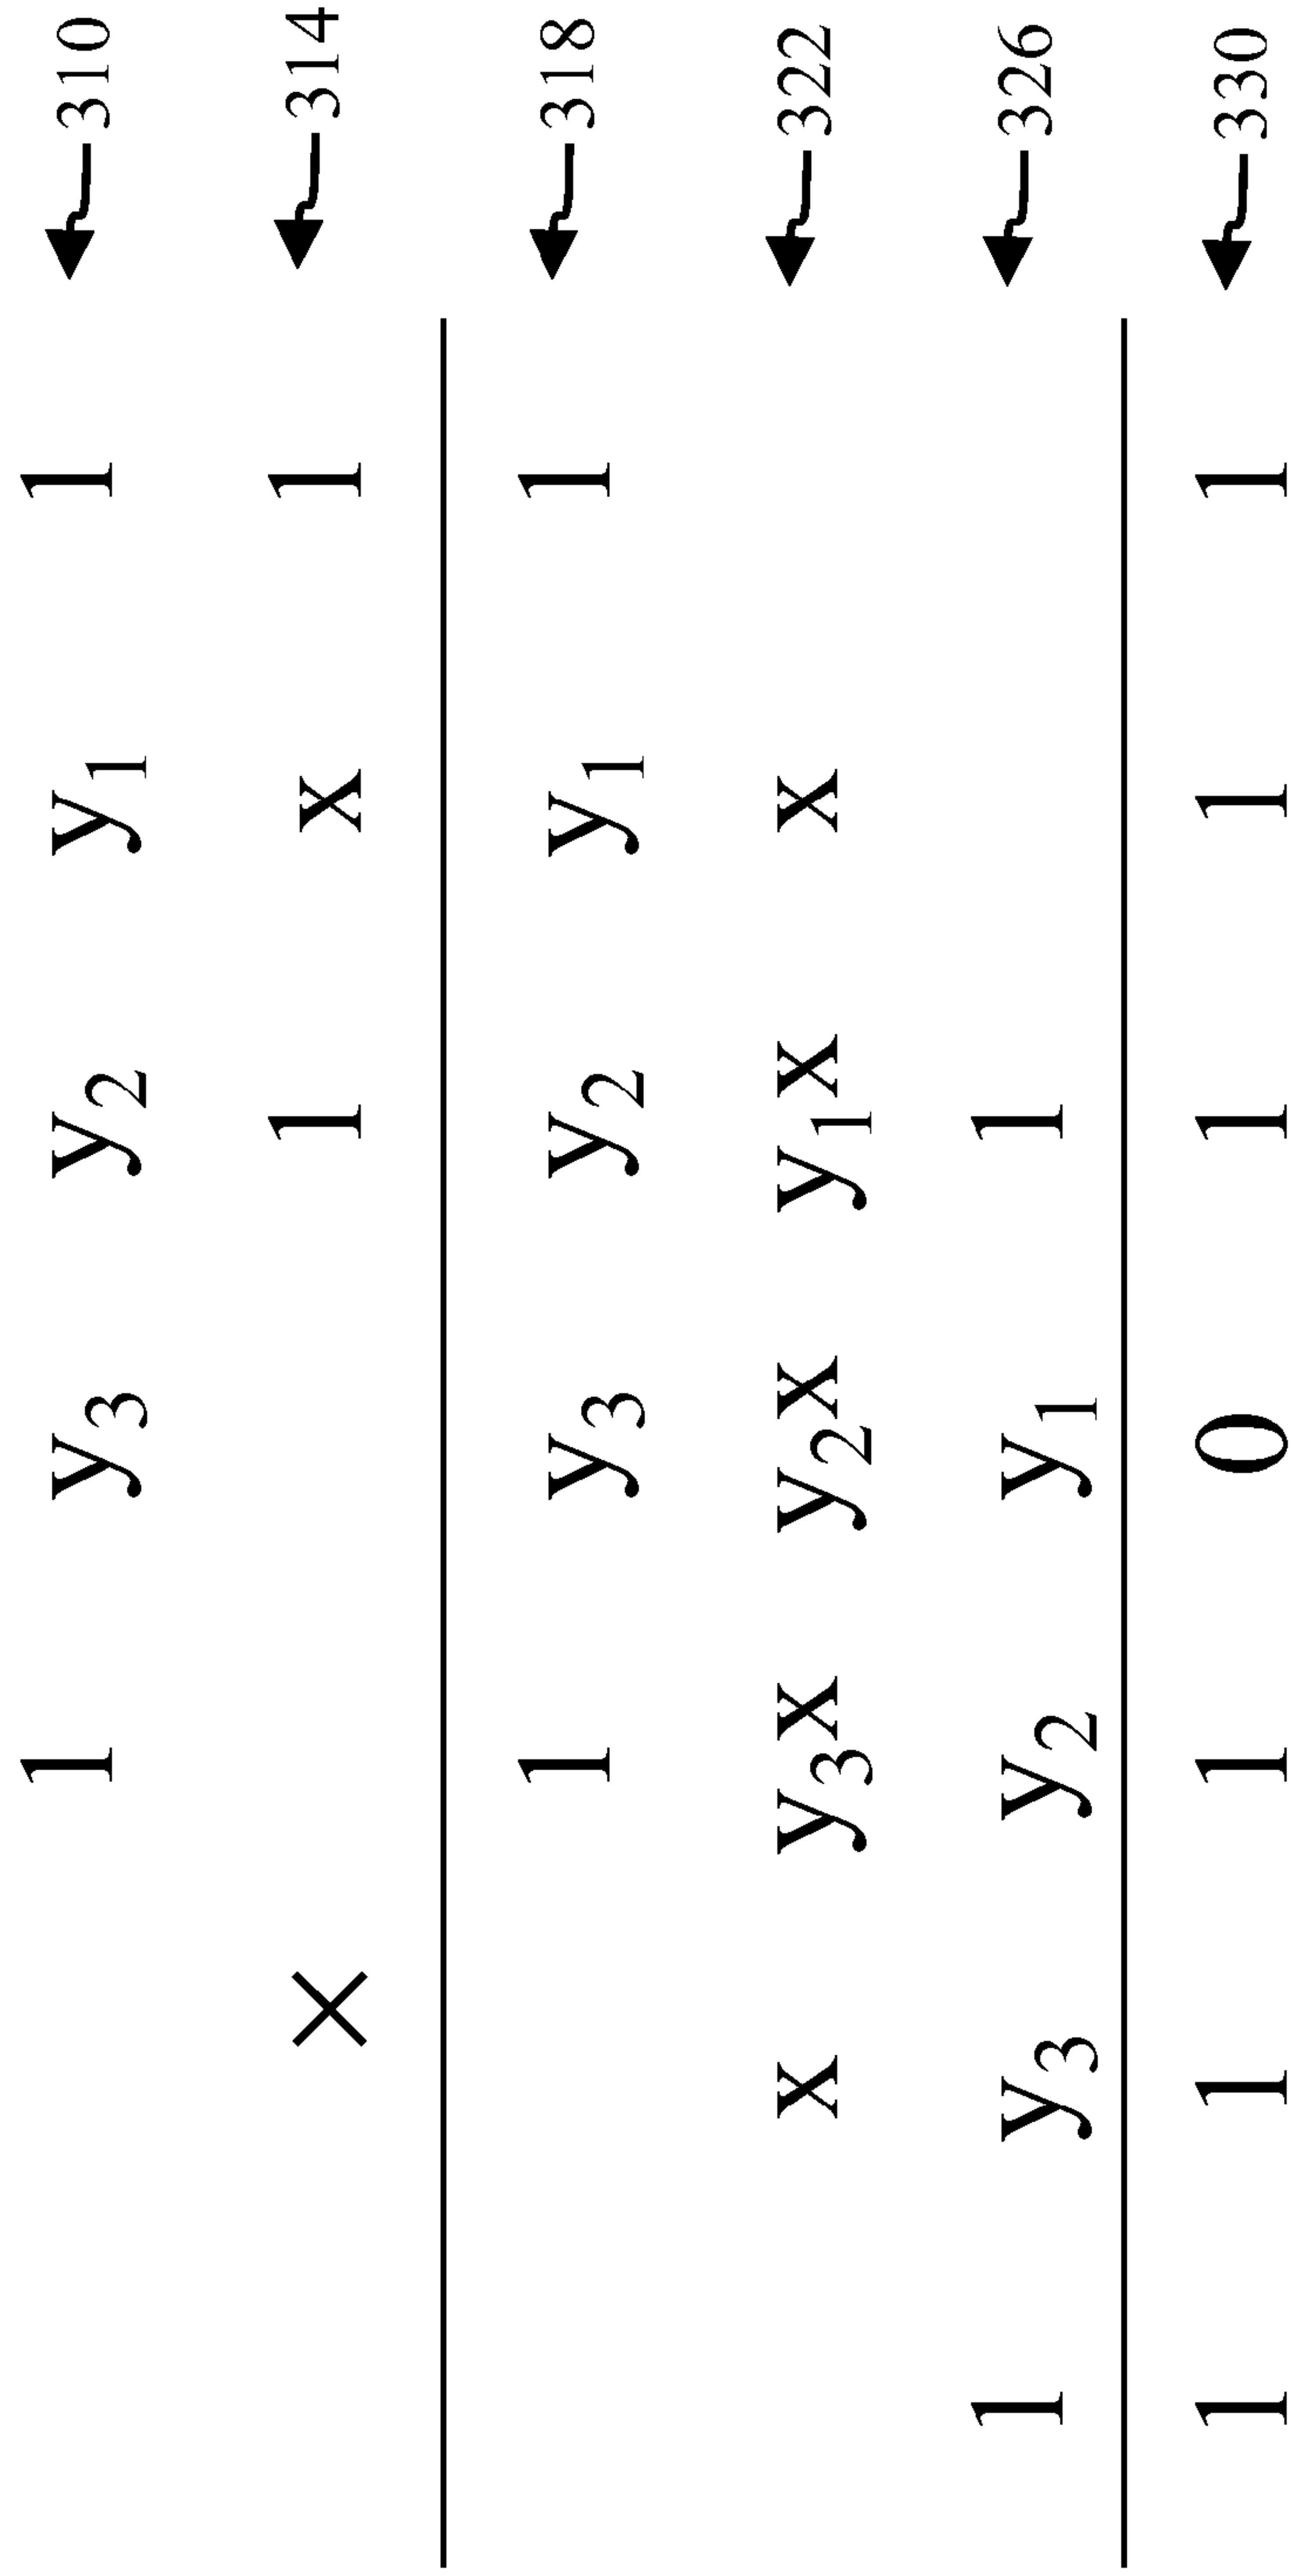 1 y₃ y₂ y₁ 1 310
× 1 x 1 314
1 y₃ y₂ y₁ 1 318
x y₃x y₂x y₁x x 322
1 y₃ y₂ y₁ 1 326
1 1 1 0 1 1 1 330